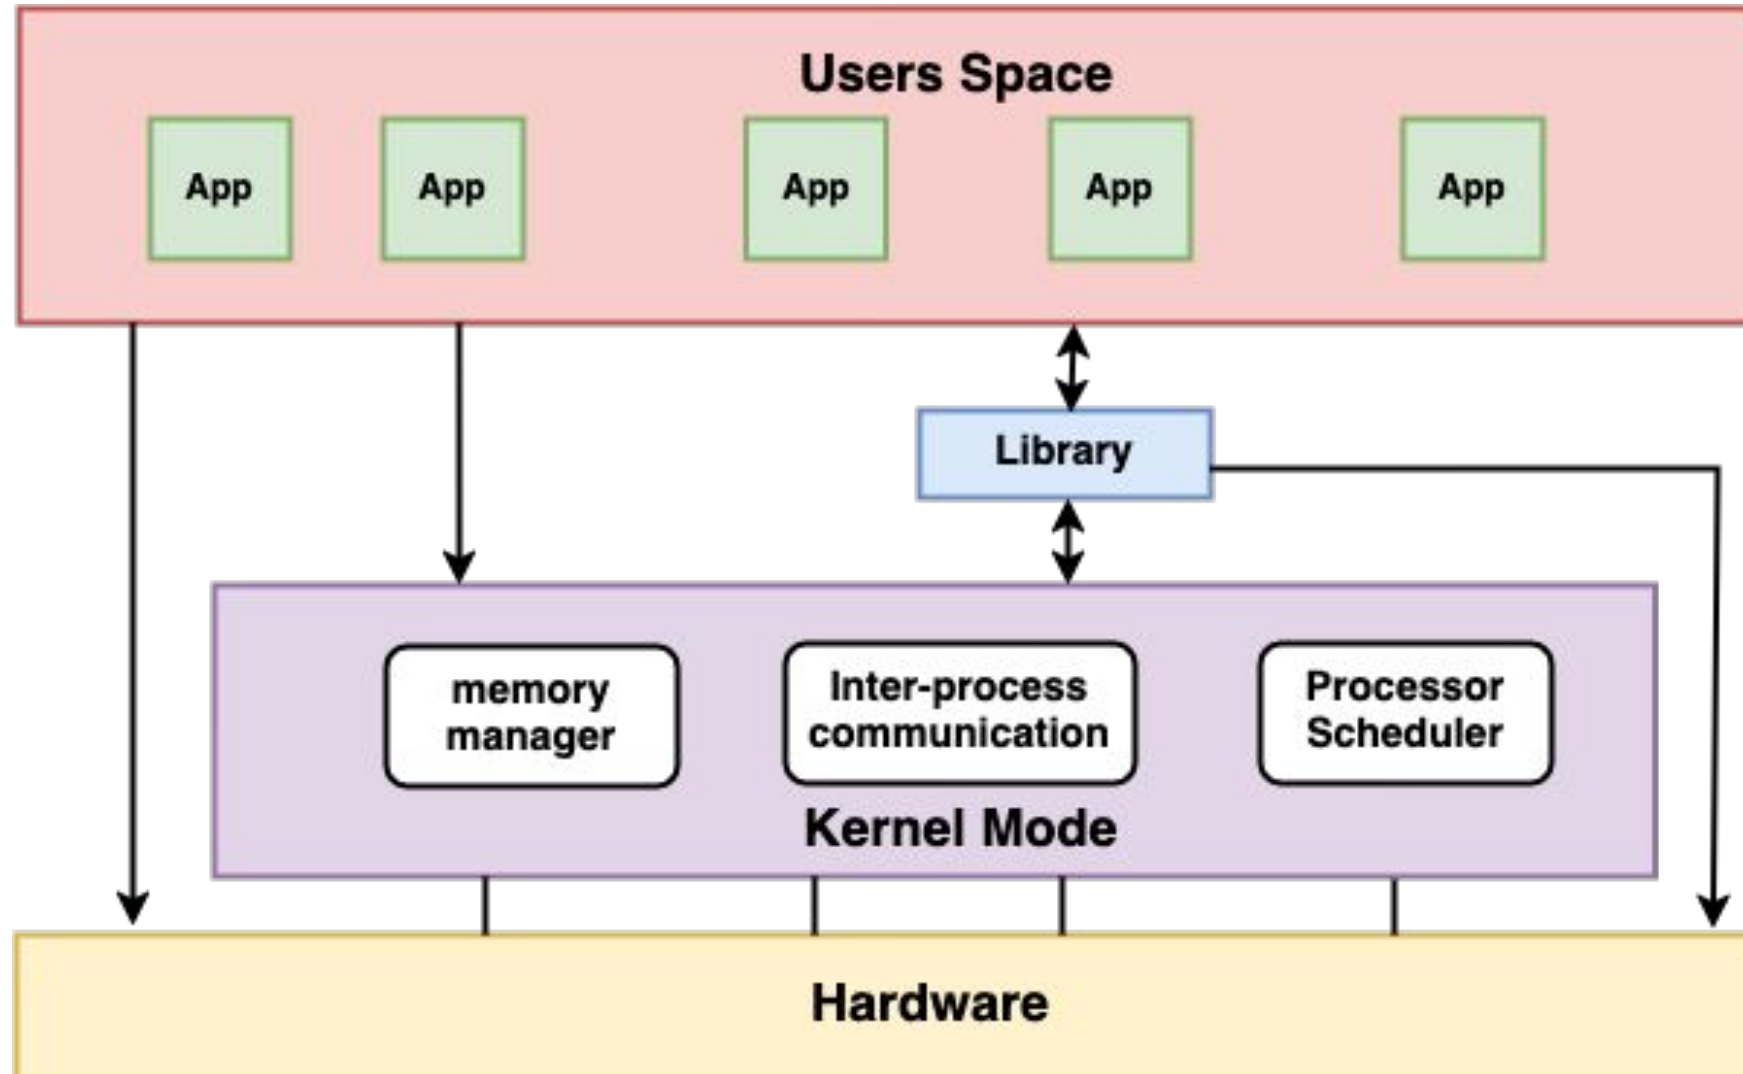 Users Space
App
App
App
App
App
Library
memory
manager
Inter-process
communication
Processor
Scheduler
Kernel Mode
Hardware